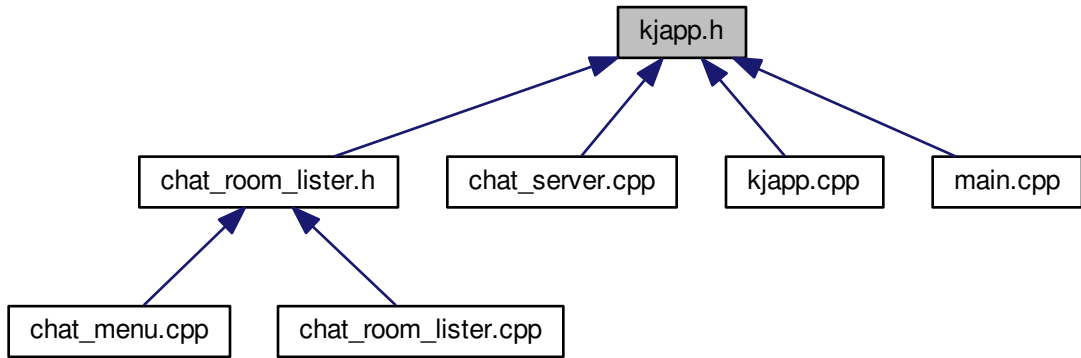 kjapp.h
chat_room_lister.h
chat_server.cpp
kjapp.cpp
main.cpp
chat_menu.cpp
chat_room_lister.cpp